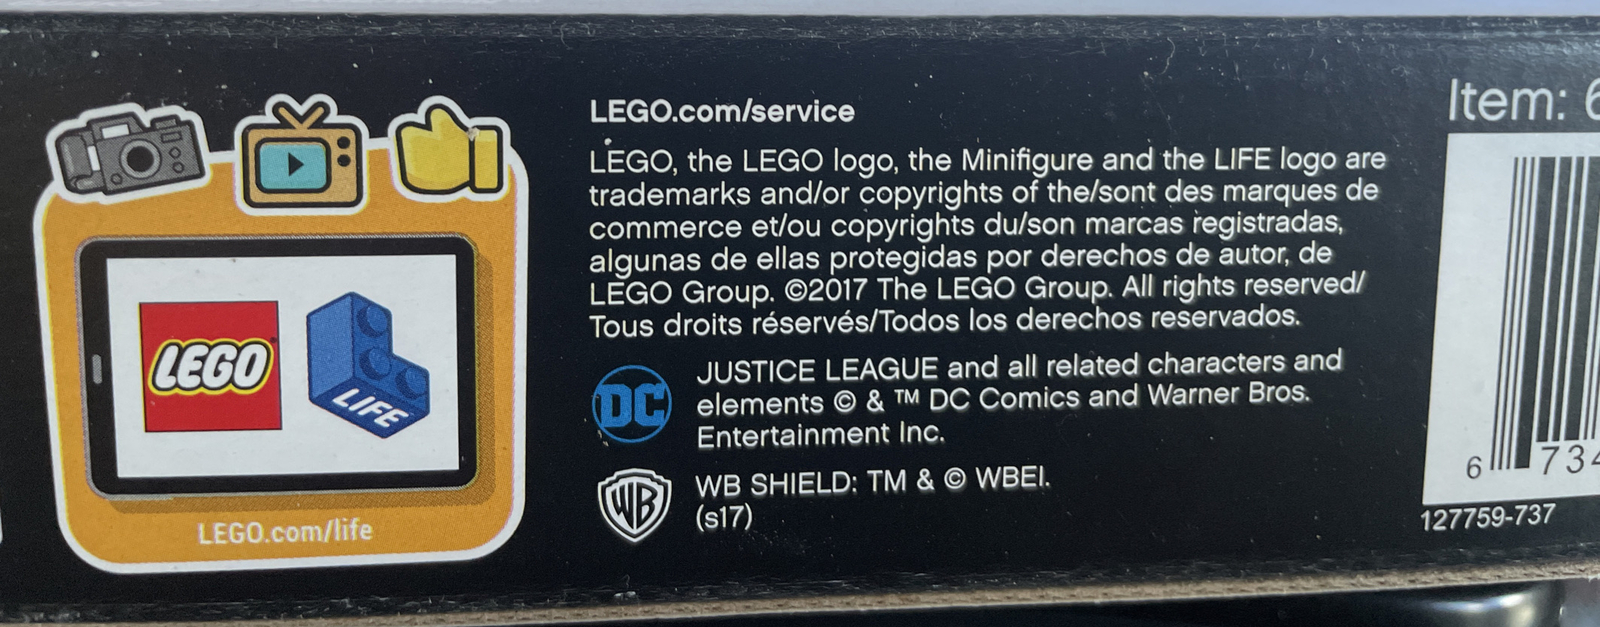 LEGO
LIFE
LEGO.com/life
LEGO.com/service
LEGO, the LEGO logo, the Minifigure and the LIFE logo are
trademarks and/or copyrights of the/sont des marques de
commerce et/ou copyrights du/son marcas registradas,
algunas de ellas protegidas por derechos de autor, de
LEGO Group. ©2017 The LEGO Group. All rights reserved/
Tous droits réservés/Todos los derechos reservados.
DC
JUSTICE LEAGUE and all related characters and
elements © & ™ DC Comics and Warner Bros.
Entertainment Inc.
WB
WB SHIELD: TM & © WBEI.
(s17)
Item: 6
6 734
127759-737